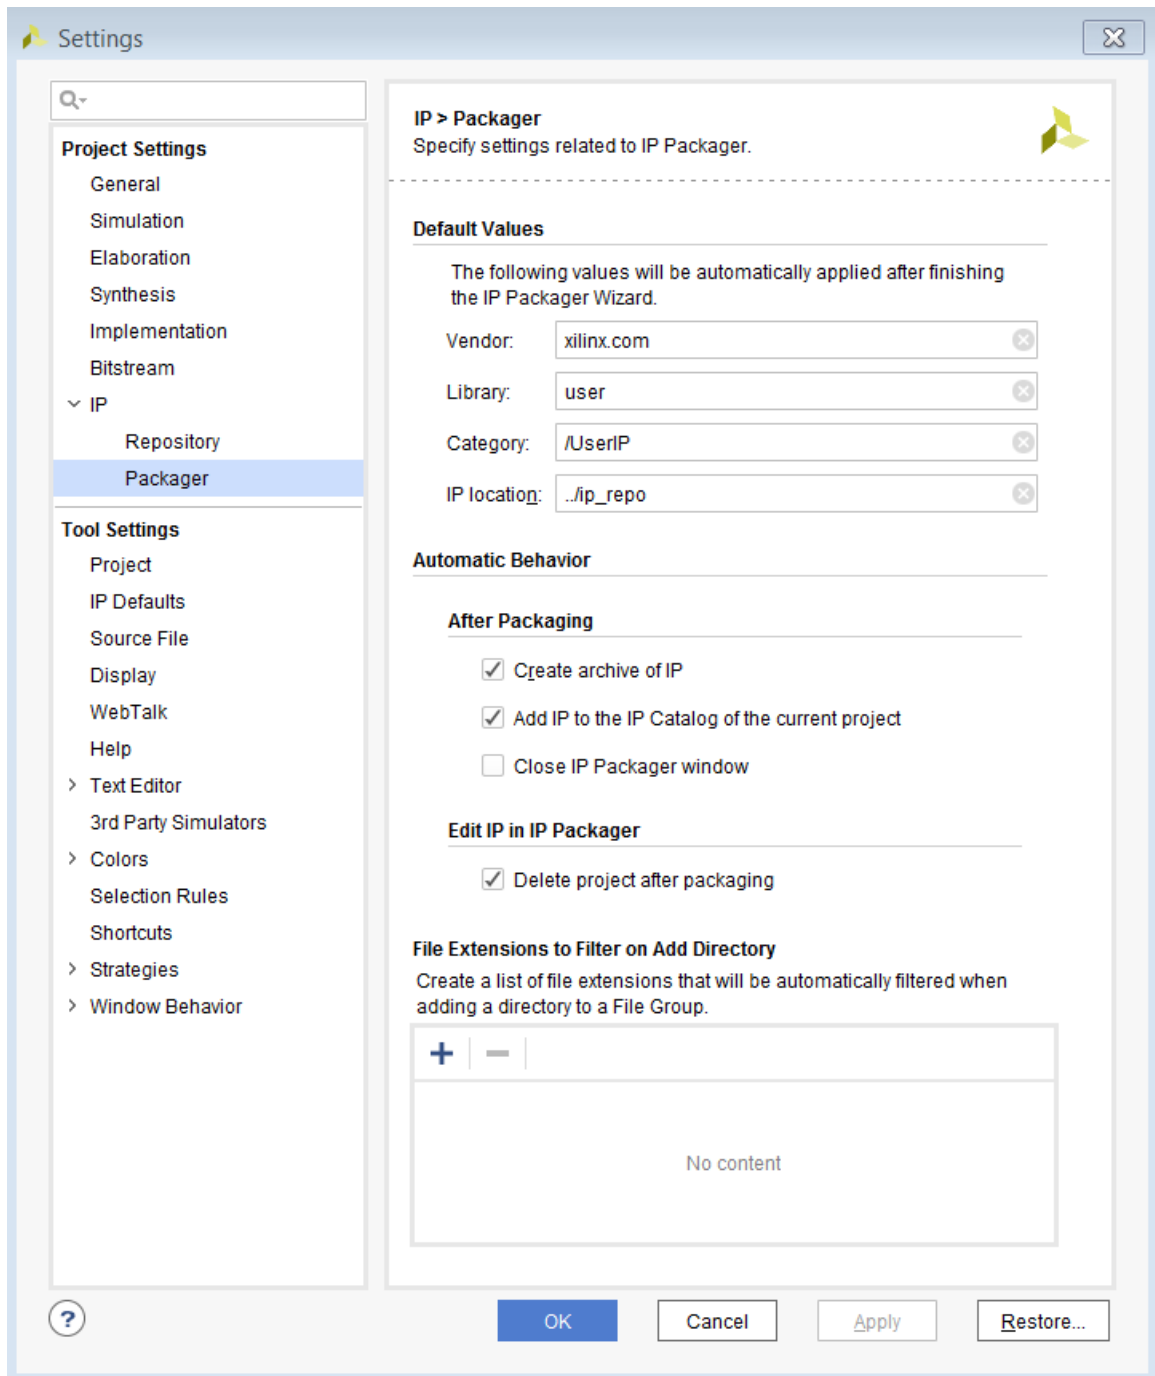 Settings
Project Settings
General
Simulation
Elaboration
Synthesis
Implementation
Bitstream
IP
Repository
Packager
Tool Settings
Project
IP Defaults
Source File
Display
WebTalk
Help
Text Editor
3rd Party Simulators
Colors
Selection Rules
Shortcuts
Strategies
Window Behavior
IP > Packager
Specify settings related to IP Packager.
Default Values
The following values will be automatically applied after finishing
the IP Packager Wizard.
Vendor: xilinx.com
Library: user
Category: /UserIP
IP location: ../ip_repo
Automatic Behavior
After Packaging
Create archive of IP
Add IP to the IP Catalog of the current project
Close IP Packager window
Edit IP in IP Packager
Delete project after packaging
File Extensions to Filter on Add Directory
Create a list of file extensions that will be automatically filtered when
adding a directory to a File Group.
No content
? OK Cancel Apply Restore...